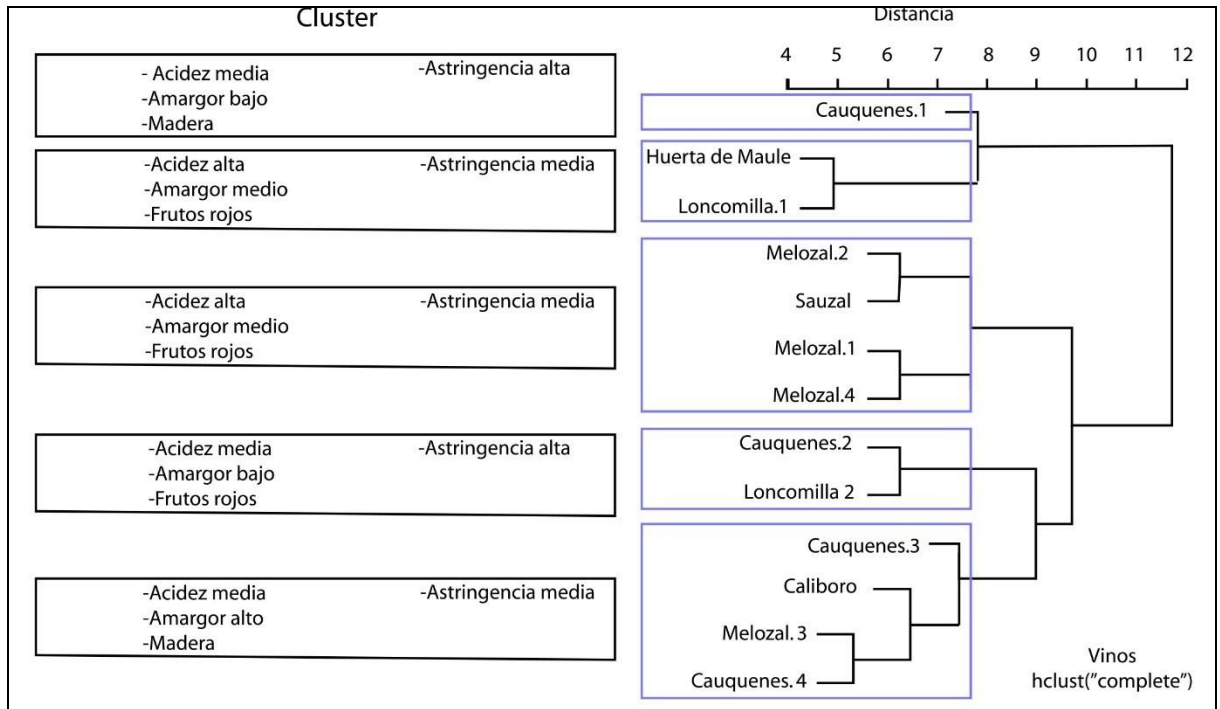 Cluster
Distáncia
4 5 6 7 8 9 10 11 12
- Acidez media
-Astringencia alta
-Amargor bajo
-Madera
Cauquenes.1
-Acidez alta
-Astringencia media
-Amargor medio
-Frutos rojos
Huerta de Maule
Loncomilla.1
-Acidez alta
-Astringencia media
-Amargor medio
-Frutos rojos
Melozal.2
Sauzal
Melozal.1
Melozal.4
-Acidez media
-Astringencia alta
-Amargor bajo
-Frutos rojos
Cauquenes.2
Loncomilla 2
-Acidez media
-Astringencia media
-Amargor alto
-Madera
Cauquenes.3
Caliboro
Melozal.3
Cauquenes.4
Vinos
hclust("complete")